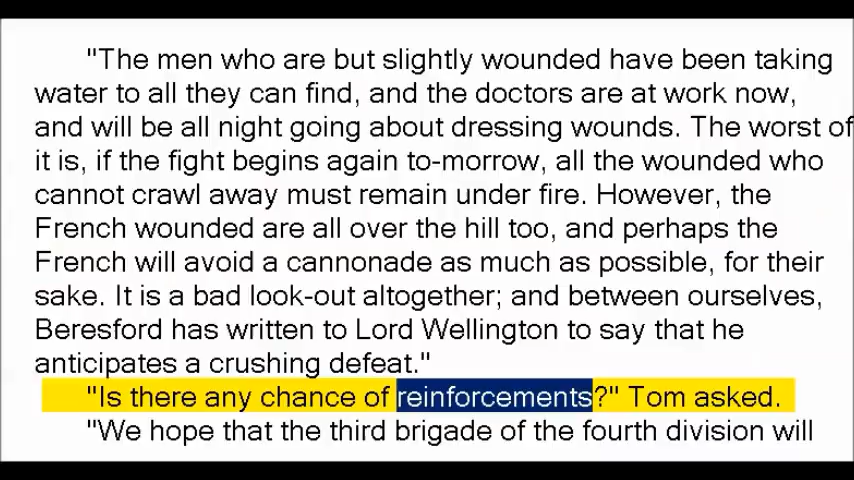 "The men who are but slightly wounded have been taking
water to all they can find, and the doctors are at work now,
and will be all night going about dressing wounds. The worst of
it is, if the fight begins again to-morrow, all the wounded who
cannot crawl away must remain under fire. However, the
French wounded are all over the hill too, and perhaps the
French will avoid a cannonade as much as possible, for their
sake. It is a bad look-out altogether; and between ourselves,
Beresford has written to Lord Wellington to say that he
anticipates a crushing defeat."
"Is there any chance of reinforcements?" Tom asked.
"We hope that the third brigade of the fourth division will